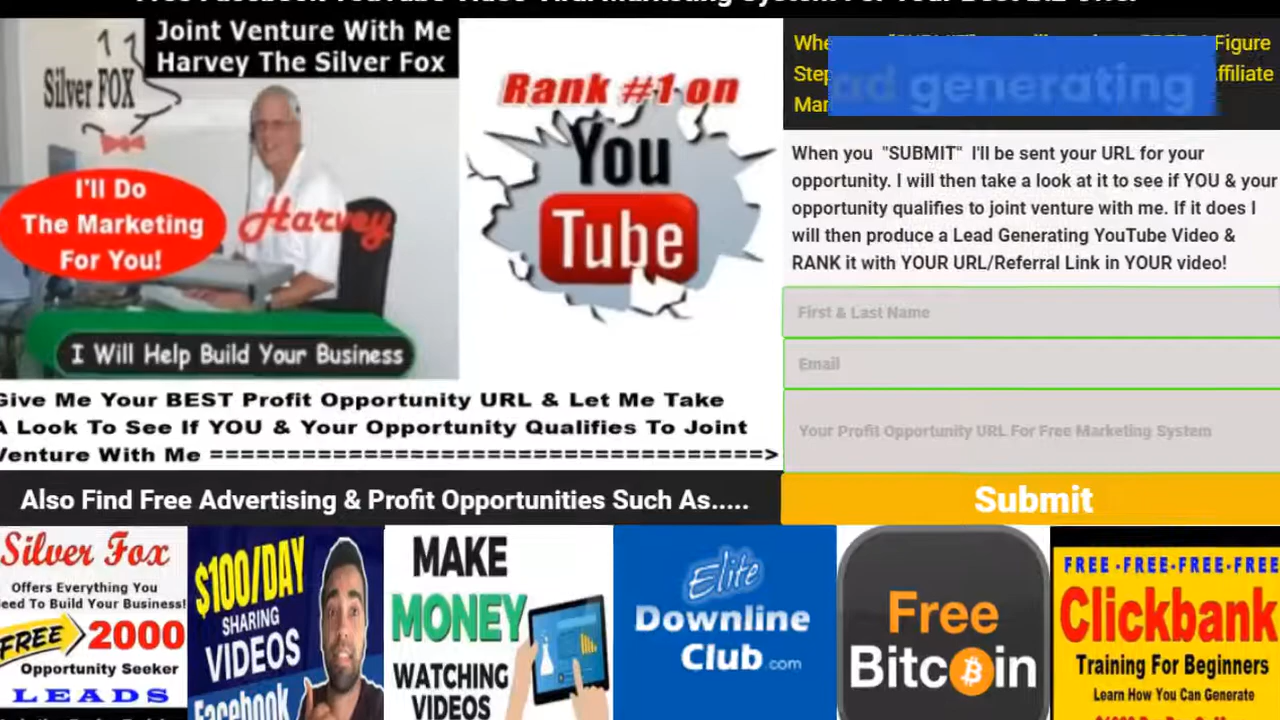 Joint Venture With Me
Harvey The Silver Fox
Silver FOX
I'll Do
The Marketing
For You!
Harvey
I Will Help Build Your Business
Rank #1 on
You
Tube
Figure
Step
generating
When you "SUBMIT" I'll be sent your URL for your
opportunity. I will then take a look at it to see if YOU & your
opportunity qualifies to joint venture with me. If it does I
will then produce a Lead Generating YouTube Video &
RANK it with YOUR URL/Referral Link in YOUR video!
First & Last Name
Email
Your Profit Opportunity URL For Free Marketing System
Submit
Give Me Your BEST Profit Opportunity URL & Let Me Take
A Look To See If YOU & Your Opportunity Qualifies To Joint
Venture With Me ==================================>
Also Find Free Advertising & Profit Opportunities Such As.....
Silver Fox
Offers Everything You
Need To Build Your Business!
FREE 2000
Opportunity Seeker
LEADS
$100/DAY
SHARING
VIDEOS
Facebook
MAKE
MONEY
WATCHING
VIDEOS
Elite
Downline
Club.com
Free
Bitcoin
FREE-FREE-FREE-FREE
Clickbank
Training For Beginners
Learn How You Can Generate